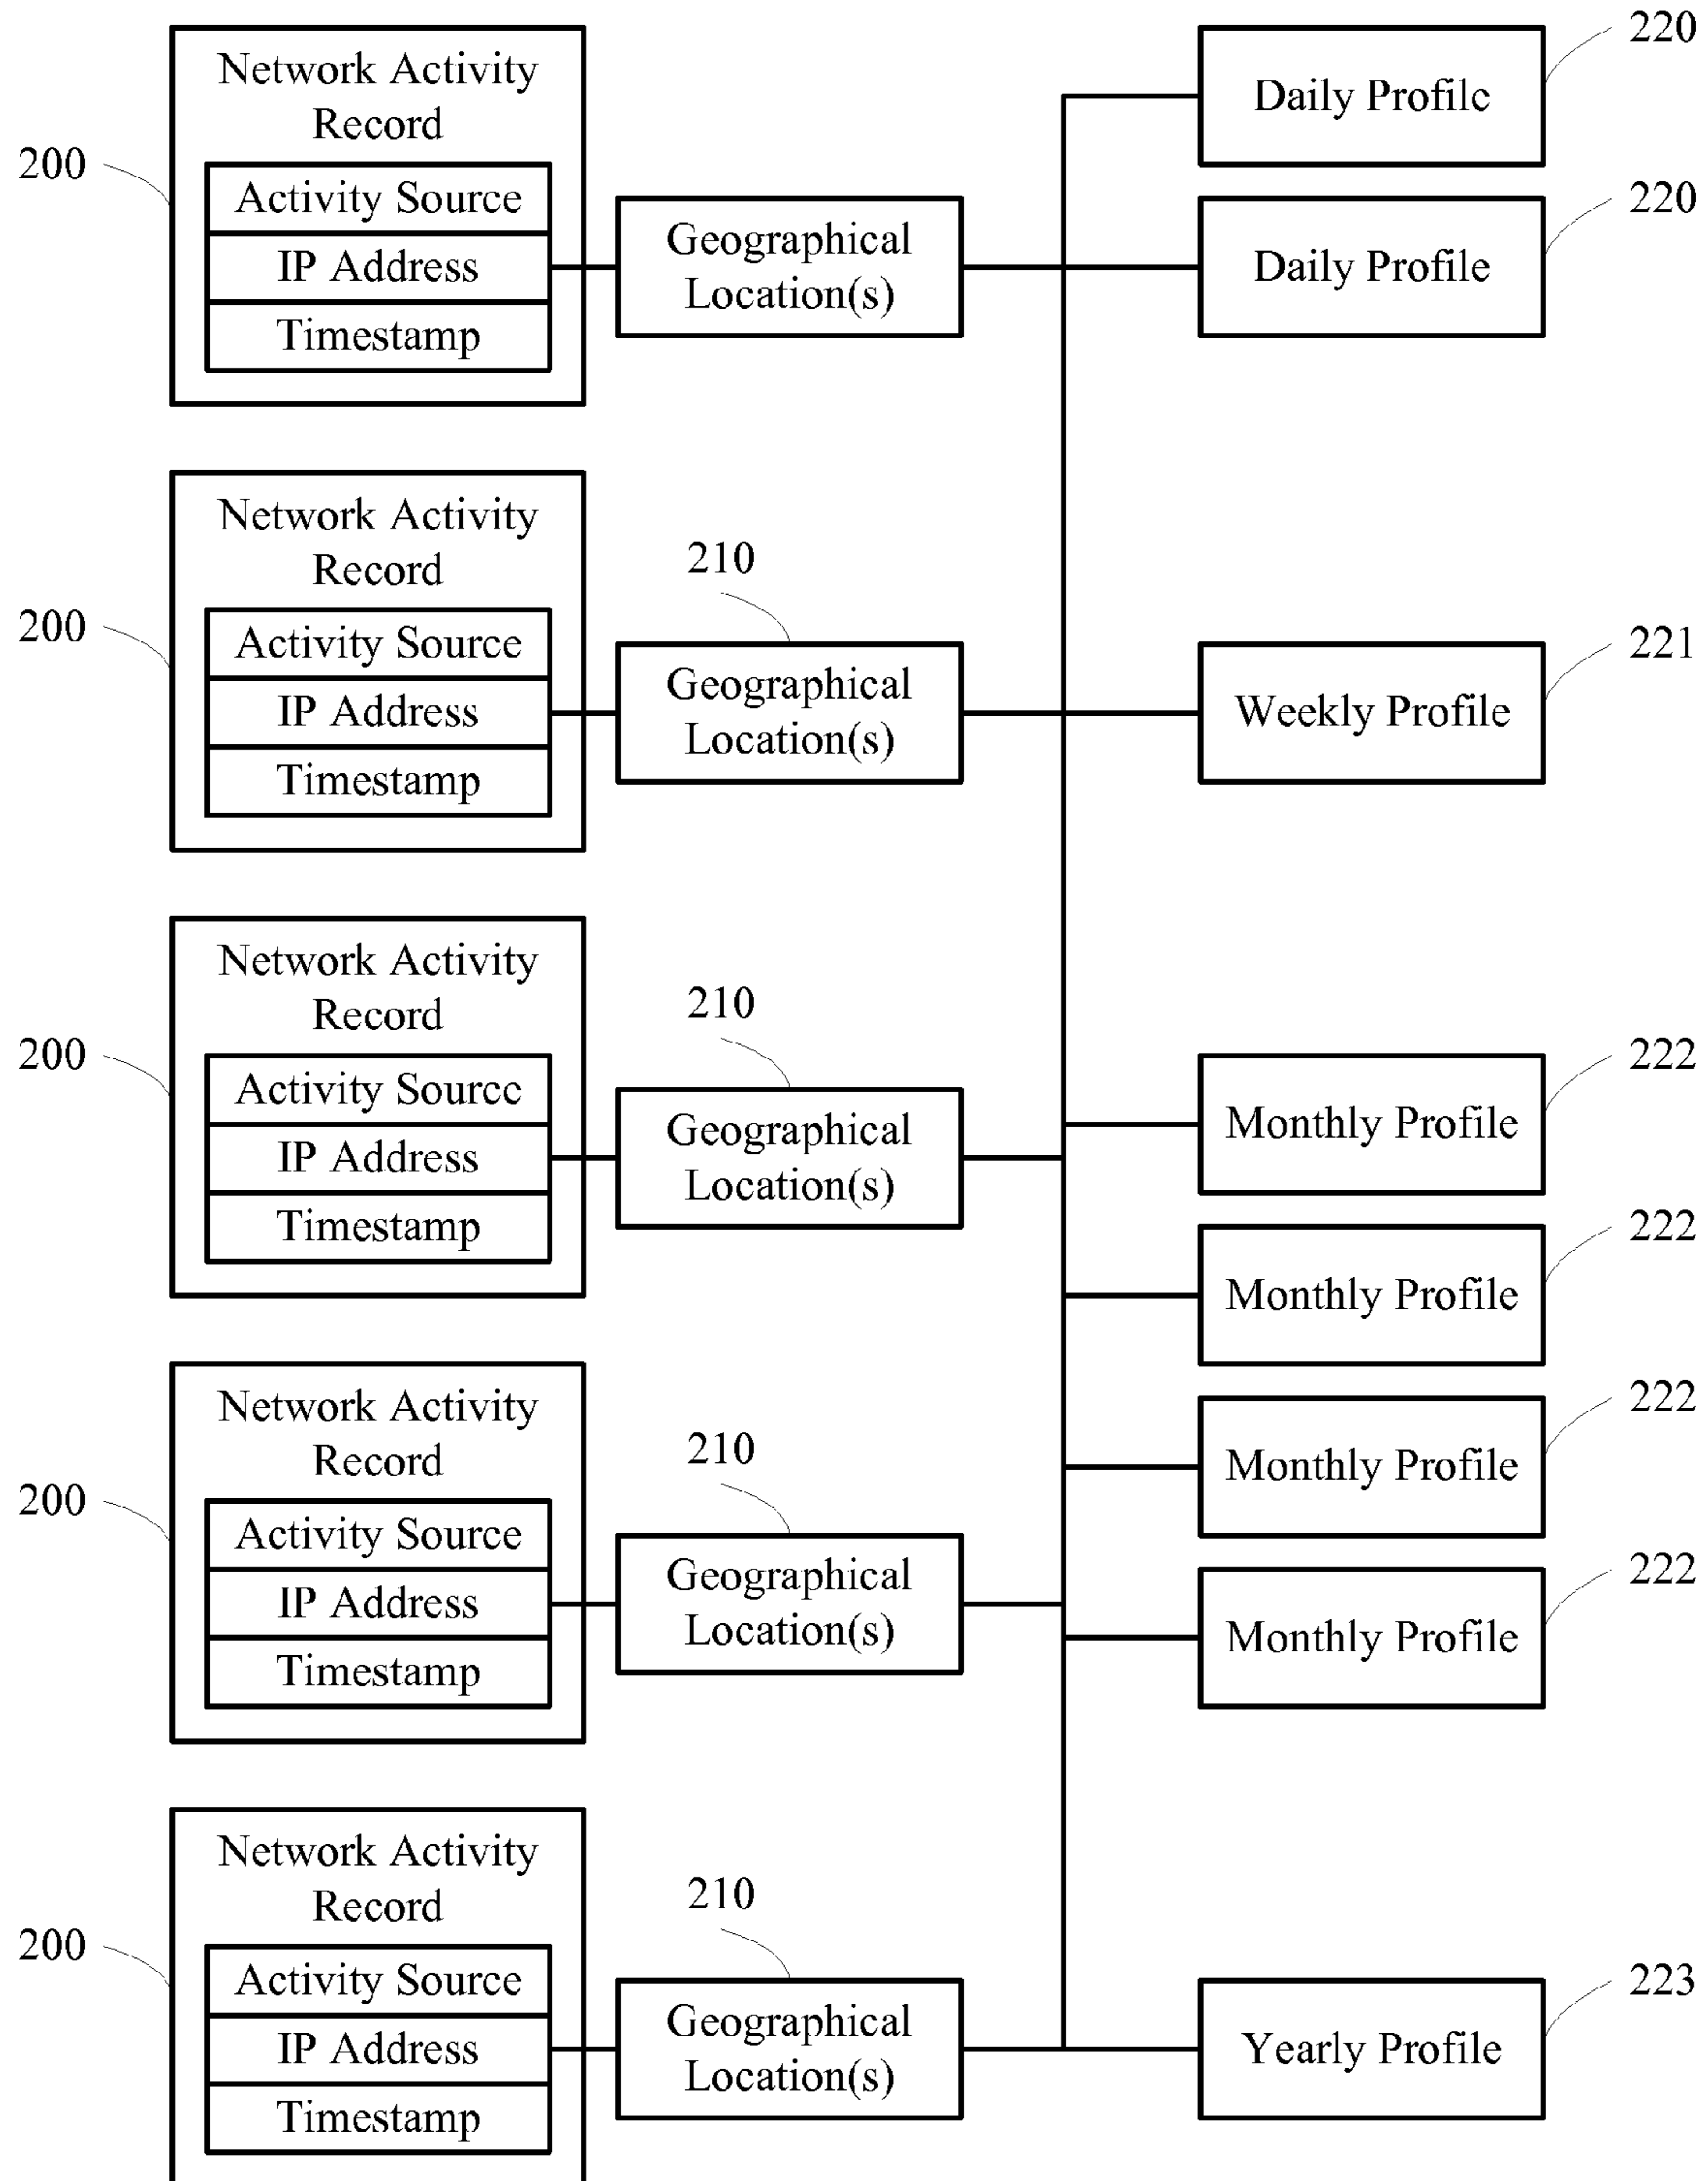 220
Network Activity
Record
Daily Profile
200
Activity Source
220
Geographical
Location(s)
IP Address
Daily Profile
Timestamp
Network Activity
Record
210
200
Activity Source
221
Geographical
Location(s)
IP Address
Weekly Profile
Timestamp
Network Activity
Record
210
200
222
Activity Source
Geographical
Location(s)
Monthly Profile
IP Address
Timestamp
222
Monthly Profile
Network Activity
Record
222
210
Monthly Profile
200
Activity Source
222
Geographical
Location(s)
IP Address
Monthly Profile
Timestamp
Network Activity
Record
210
200
Activity Source
223
Geographical
Location(s)
IP Address
Yearly Profile
Timestamp